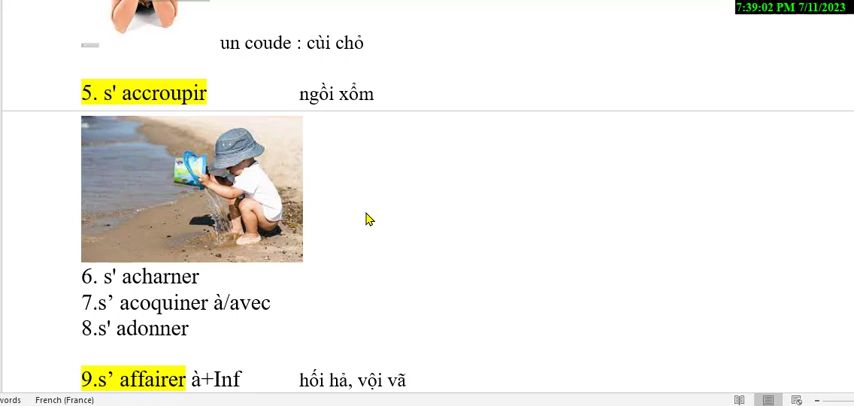 7:39:02 PM 7/11/2023
un coude : cùi chỏ
5. s' accroupir ngồi xổm
6. s' acharner
7.s’ acoquiner à/avec
8.s' adonner
9.s’ affairer à+Inf hối hả, vội vã
words French (France)